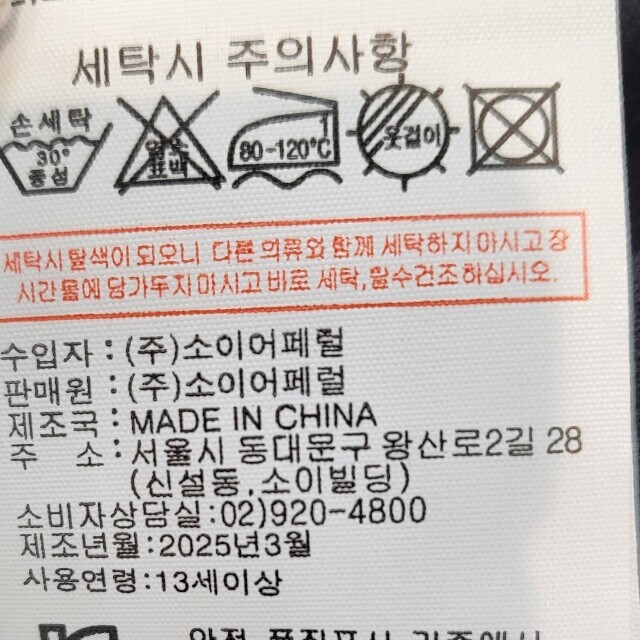 세탁시 주의사항
손세탁
30°
중성
염소
표백
80-120℃
옷걸이
세탁시 탈색이 되오니 다른 의류와 함께 세탁하지 마시고 장
시간 물에 담가두지 마시고 바로 세탁,탈수건조 하십시오.
수입자 : (주)소이어페럴
판매원 : (주)소이어페럴
제조국 : MADE IN CHINA
주 소 : 서울시 동대문구 왕산로2길 28
(신설동,소이빌딩)
소비자상담실:02)920-4800
제조년월:2025년3월
사용연령:13세이상